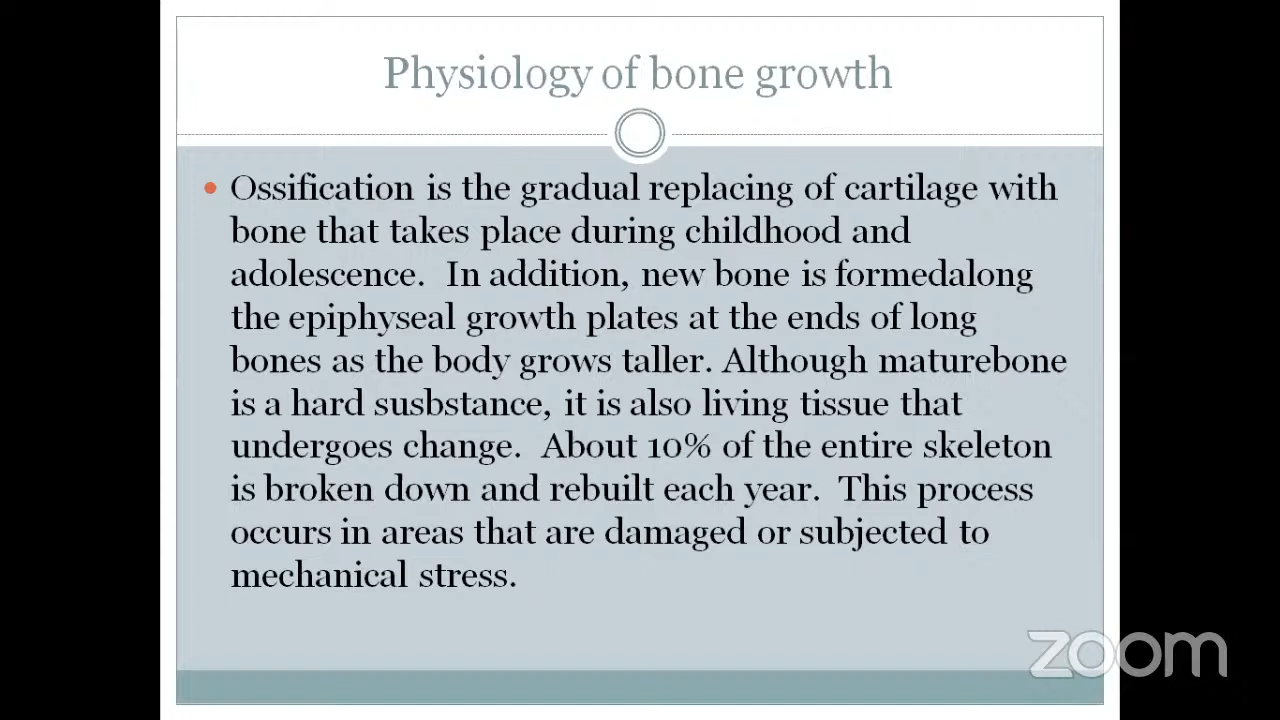 Physiology of bone growth
• Ossification is the gradual replacing of cartilage with
bone that takes place during childhood and
adolescence.  In addition, new bone is formedalong
the epiphyseal growth plates at the ends of long
bones as the body grows taller. Although maturebone
is a hard susbstance, it is also living tissue that
undergoes change.  About 10% of the entire skeleton
is broken down and rebuilt each year.  This process
occurs in areas that are damaged or subjected to
mechanical stress.
zoom